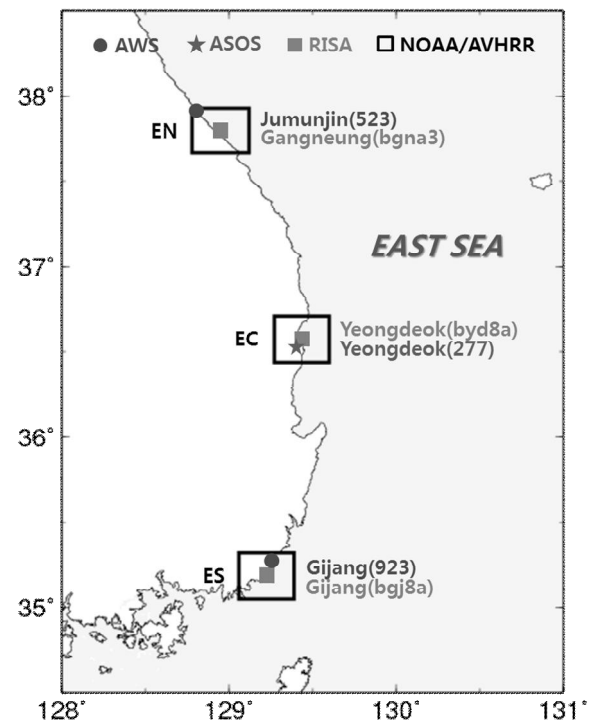 AWS ASOS RISA NOAA/AVHRR
38°
EN
Jumunjin(523)
Gangneung(bgna3)
EAST SEA
37°
EC
Yeongdeok(byd8a)
Yeongdeok(277)
36°
ES
Gijang(923)
Gijang(bgj8a)
35°
128° 129° 130° 131°